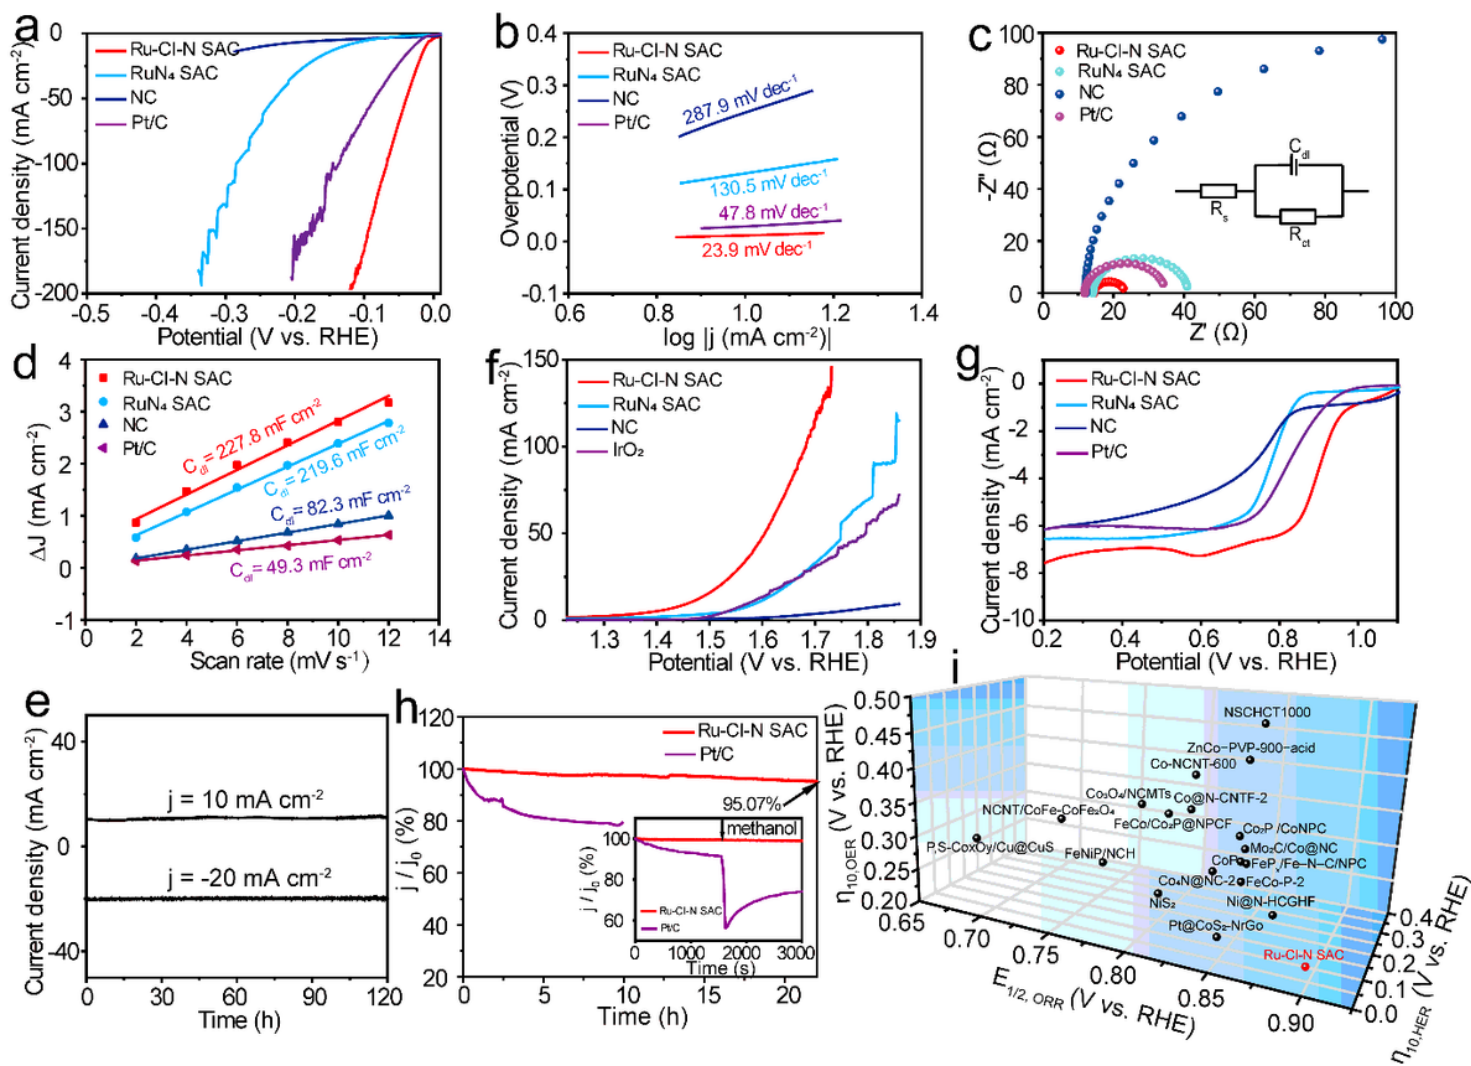 a
0
-50
-100
-150
-200
Current density (mA cm⁻²)
Ru-Cl-N SAC
RuN₄ SAC
NC
Pt/C
-0.5 -0.4 -0.3 -0.2 -0.1 0.0
Potential (V vs. RHE)
b
0.4
0.3
0.2
0.1
0.0
-0.1
Overpotential (V)
Ru-Cl-N SAC
RuN₄ SAC
NC
Pt/C
287.9 mV dec⁻¹
130.5 mV dec⁻¹
47.8 mV dec⁻¹
23.9 mV dec⁻¹
0.6 0.8 1.0 1.2 1.4
log |j (mA cm⁻²)|
c
100
80
60
40
20
0
-Z'' (Ω)
Ru-Cl-N SAC
RuN₄ SAC
NC
Pt/C
C_dl
R_s
R_ct
0 20 40 60 80 100
Z' (Ω)
d
4
3
2
1
0
-1
ΔJ (mA cm⁻²)
Ru-Cl-N SAC
RuN₄ SAC
NC
Pt/C
C_dl= 227.8 mF cm⁻²
C_dl= 219.6 mF cm⁻²
C_dl= 82.3 mF cm⁻²
C_dl= 49.3 mF cm⁻²
0 2 4 6 8 10 12 14
Scan rate (mV s⁻¹)
f
150
100
50
0
Current density (mA cm⁻²)
Ru-Cl-N SAC
RuN₄ SAC
NC
IrO₂
1.3 1.4 1.5 1.6 1.7 1.8 1.9
Potential (V vs. RHE)
g
0
-2
-4
-6
-8
-10
Current density (mA cm⁻²)
Ru-Cl-N SAC
RuN₄ SAC
NC
Pt/C
0.2 0.4 0.6 0.8 1.0
Potential (V vs. RHE)
e
40
0
-40
Current density (mA cm⁻²)
j = 10 mA cm⁻²
j = -20 mA cm⁻²
0 30 60 90 120
Time (h)
h
120
100
80
60
40
20
j / j₀ (%)
Ru-Cl-N SAC
Pt/C
95.07%
100
80
60
j / j₀ (%)
methanol
Ru-Cl-N SAC
Pt/C
0 1000 2000 3000
Time (s)
0 5 10 15 20
Time (h)
i
0.50
0.45
0.40
0.35
0.30
0.25
0.20
η₁₀,OER (V vs. RHE)
NSCHCT1000
ZnCo-PVP-900-acid
Co-NCNT-600
Co₃O₄/NCMTs
Co@N-CNTF-2
NCNT/CoFe-CoFe₂O₄
FeCo/Co₂P@NPCF
Co₂P /CoNPC
P,S-CoxOy/Cu@CuS
Mo₂C/Co@NC
FeNiP/NCH
CoP
FePₓ/Fe-N-C/NPC
Co₄N@NC-2
FeCo-P-2
NiS₂
Ni@N-HCGHF
Pt@CoS₂-NrGo
Ru-Cl-N SAC
0.65 0.70 0.75 0.80 0.85 0.90
E₁/₂, ORR (V vs. RHE)
0.4
0.3
0.2
0.1
0.0
η₁₀,HER (V vs. RHE)